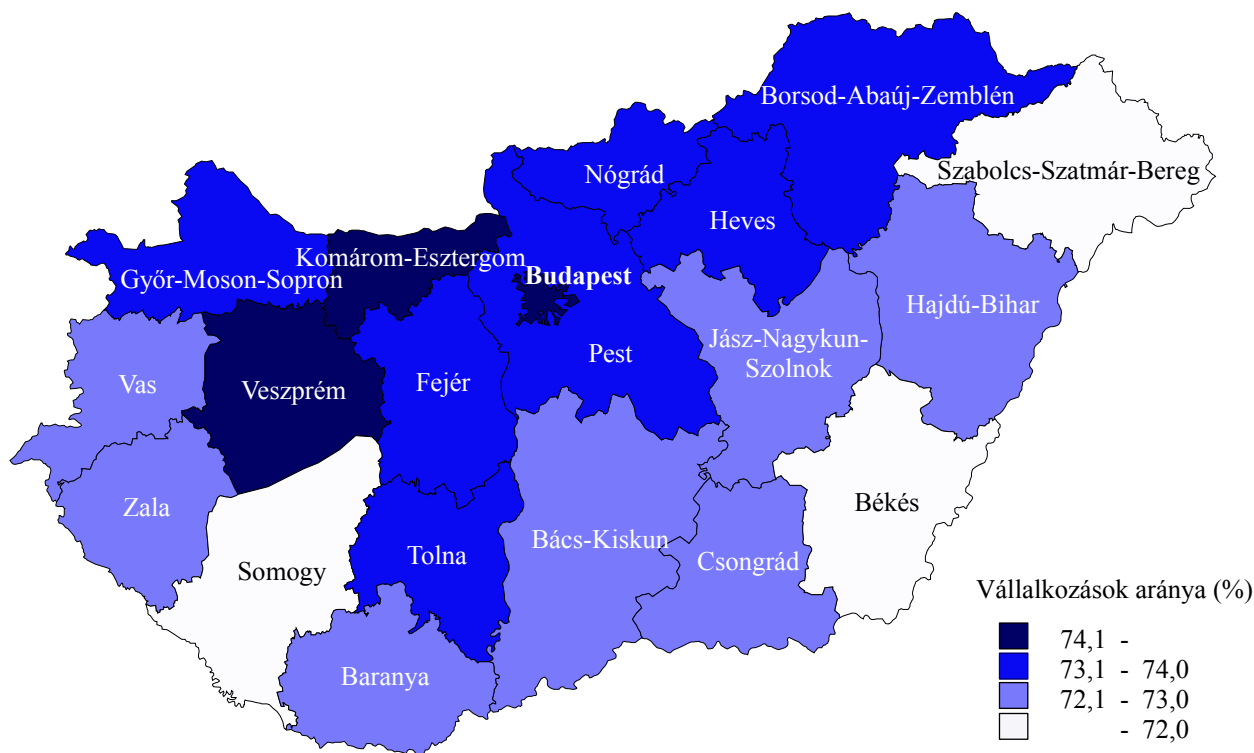 Borsod-Abaúj-Zemblén
Szabolcs-Szatmár-Bereg
Nógrád
Heves
Komárom-Esztergom
Győr-Moson-Sopron
Budapest
Hajdú-Bihar
Jász-Nagykun-
Szolnok
Pest
Vas
Veszprém
Fejér
Zala
Békés
Bács-Kiskun
Csongrád
Tolna
Somogy
Baranya
Vállalkozások aránya (%)
74,1 -
73,1 - 74,0
72,1 - 73,0
- 72,0